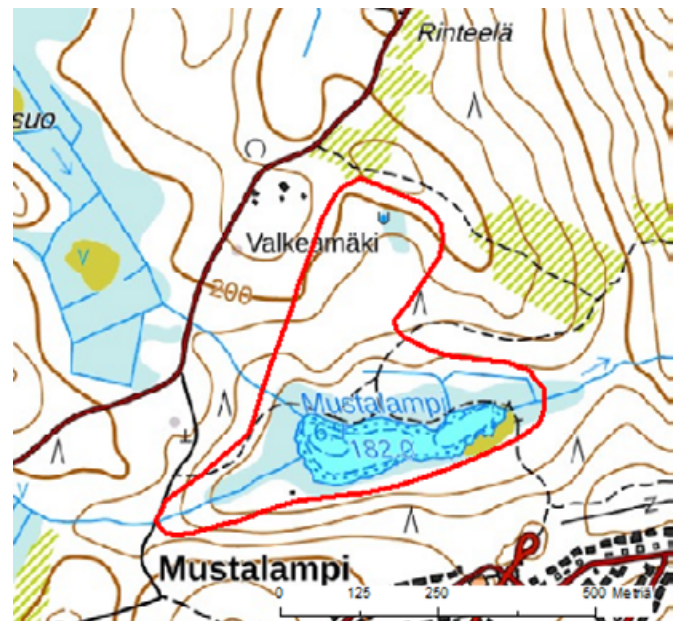 Rinteelä
suo
Valkeamäki
200
Mustalampi
182.0
Mustalampi
0 125 250 500 Metriä